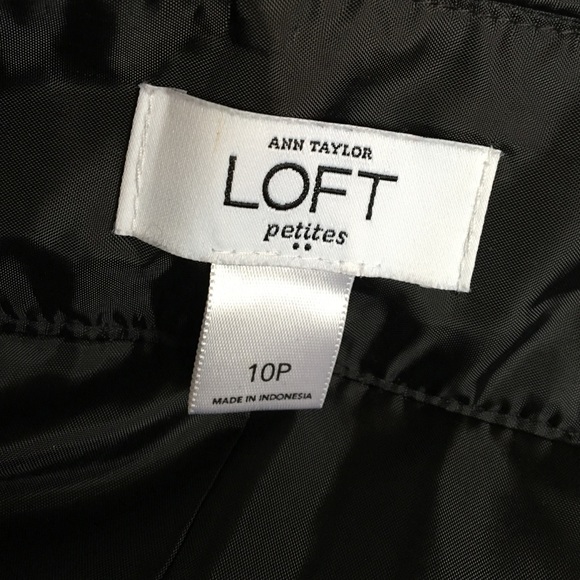 ANN TAYLOR
LOFT
petites
10P
MADE IN INDONESIA